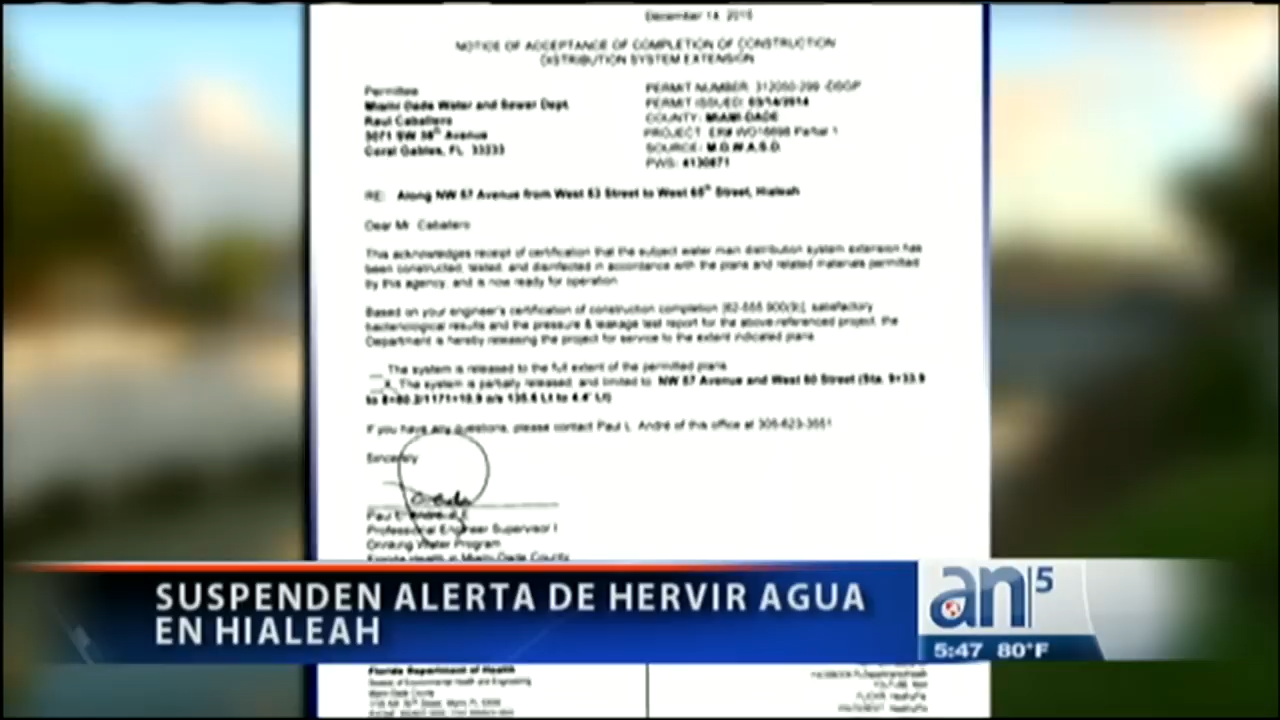 December 14, 2015
NOTICE OF ACCEPTANCE OF COMPLETION OF CONSTRUCTION
DISTRIBUTION SYSTEM EXTENSION
Permittee
Miami Dade Water and Sewer Dept.
Raul Caballero
3071 SW 38th Avenue
Coral Gables, FL 33233
PERMIT NUMBER: 312050-299 -DSGP
PERMIT ISSUED: 03/14/2014
COUNTY: MIAMI-DADE
PROJECT: ER# WO16698 Partial 1
SOURCE: M.D.W.A.S.D.
PWS: 4130871
RE: Along NW 57 Avenue from West 53 Street to West 65th Street, Hialeah
Dear Mr. Caballero
This acknowledges receipt of certification that the subject water main distribution system extension has
been constructed, tested, and disinfected in accordance with the plans and related materials permitted
by this agency, and is now ready for operation.
Based on your engineer's certification of construction completion [62-555.900(9)], satisfactory
bacteriological results and the pressure & leakage test report for the above-referenced project, the
Department is hereby releasing the project for service to the extent indicated plans
The system is released to the full extent of the permitted plans
X The system is partially released, and limited to: NW 57 Avenue and West 60 Street (Sta.
If you have any questions, please contact Paul L. André of this office at 305-623-3551
Sincerely
Professional Engineer Supervisor I
Drinking Water Program
Florida Health in Miami-Dade County
SUSPENDEN ALERTA DE HERVIR AGUA
EN HIALEAH
an 5
5:47 80°F
Florida Department of Health
Miami-Dade County